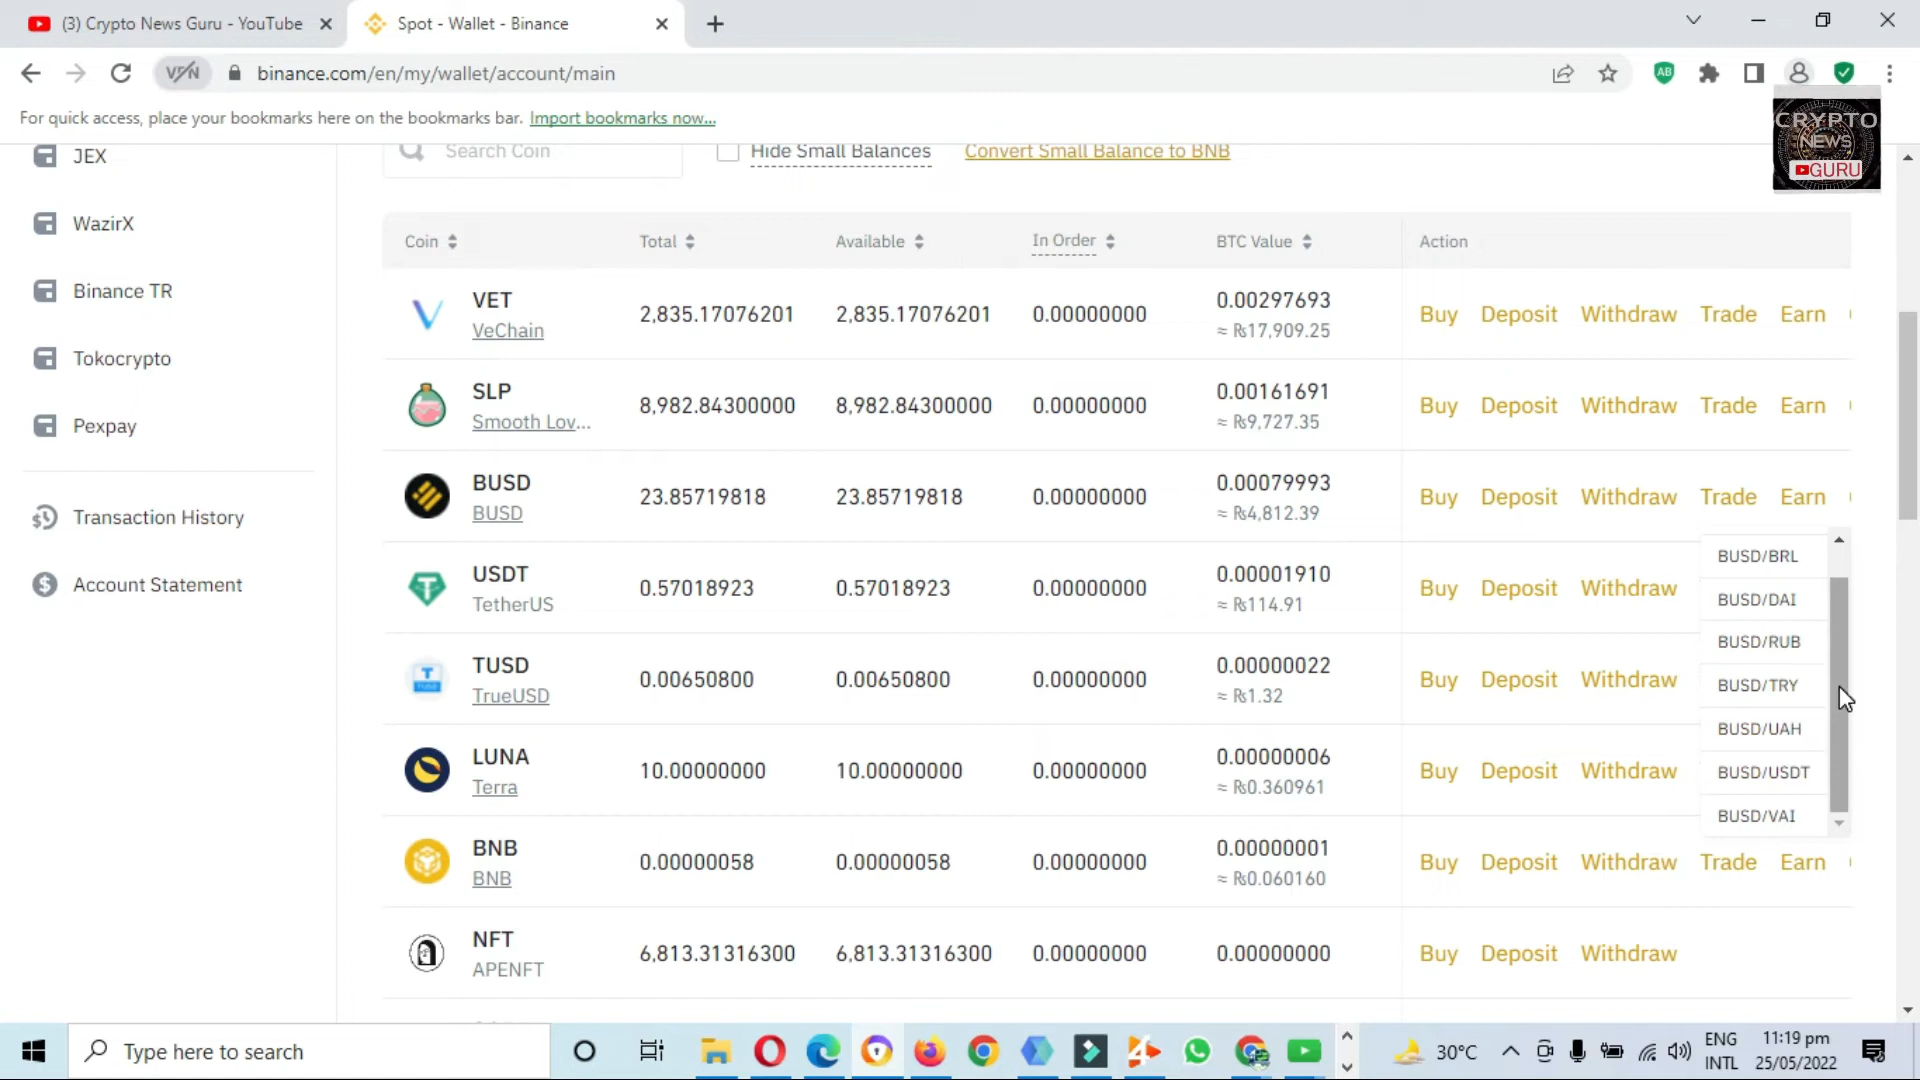 (3) Crypto News Guru - YouTube
Spot - Wallet - Binance
VPN
binance.com/en/my/wallet/account/main
AB
For quick access, place your bookmarks here on the bookmarks bar. Import bookmarks now...
CRYPTO
NEWS
GURU
JEX
WazirX
Binance TR
Tokocrypto
Pexpay
Transaction History
Account Statement
Search Coin
Hide Small Balances
Convert Small Balance to BNB
Coin Total Available In Order BTC Value Action
VET 2,835.17076201 2,835.17076201 0.00000000 0.00297693 Buy Deposit Withdraw Trade Earn
VeChain ≈ ₨17,909.25
SLP 8,982.84300000 8,982.84300000 0.00000000 0.00161691 Buy Deposit Withdraw Trade Earn
Smooth Lov... ≈ ₨9,727.35
BUSD 23.85719818 23.85719818 0.00000000 0.00079993 Buy Deposit Withdraw Trade Earn
BUSD ≈ ₨4,812.39
USDT 0.57018923 0.57018923 0.00000000 0.00001910 Buy Deposit Withdraw
TetherUS ≈ ₨114.91
TUSD 0.00650800 0.00650800 0.00000000 0.00000022 Buy Deposit Withdraw
TrueUSD ≈ ₨1.32
LUNA 10.00000000 10.00000000 0.00000000 0.00000006 Buy Deposit Withdraw
Terra ≈ ₨0.360961
BNB 0.00000058 0.00000058 0.00000000 0.00000001 Buy Deposit Withdraw Trade Earn
BNB ≈ ₨0.060160
NFT 6,813.31316300 6,813.31316300 0.00000000 0.00000000 Buy Deposit Withdraw
APENFT
BUSD/BRL
BUSD/DAI
BUSD/RUB
BUSD/TRY
BUSD/UAH
BUSD/USDT
BUSD/VAI
Type here to search
30°C
ENG
INTL
11:19 pm
25/05/2022